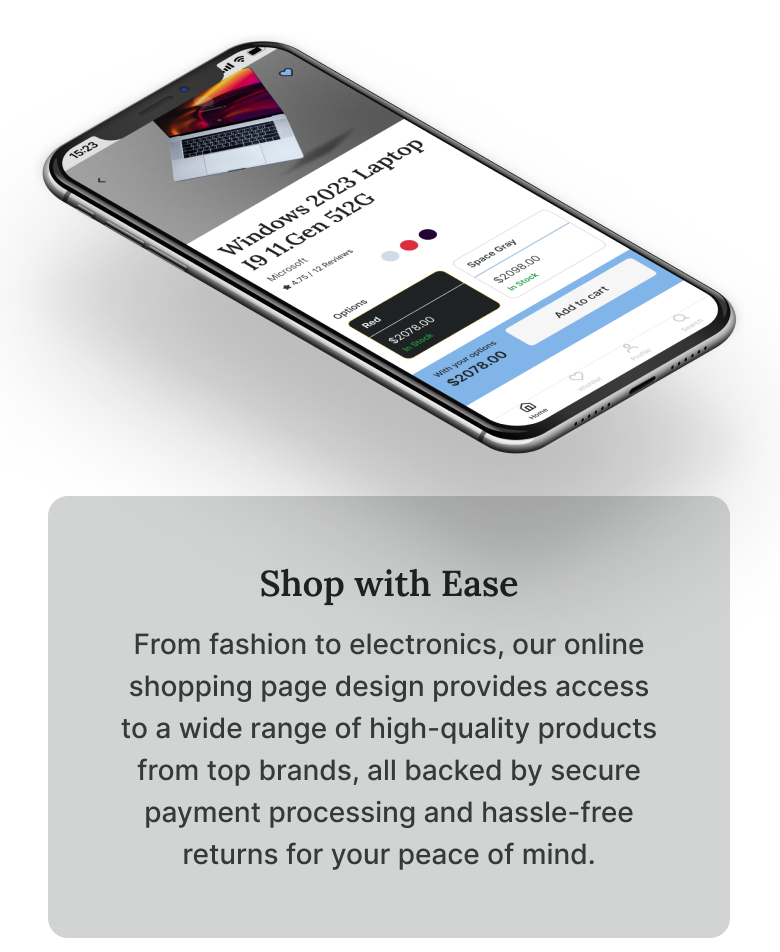 15:23
Windows 2023 Laptop
I9 11.Gen 512G
Microsoft
4.75 / 12 Reviews
Options
Red
$2078.00
In Stock
Space Gray
$2098.00
In Stock
With your options
$2078.00
Add to cart
Home
Wishlist
Profile
Search
Shop with Ease
From fashion to electronics, our online
shopping page design provides access
to a wide range of high-quality products
from top brands, all backed by secure
payment processing and hassle-free
returns for your peace of mind.